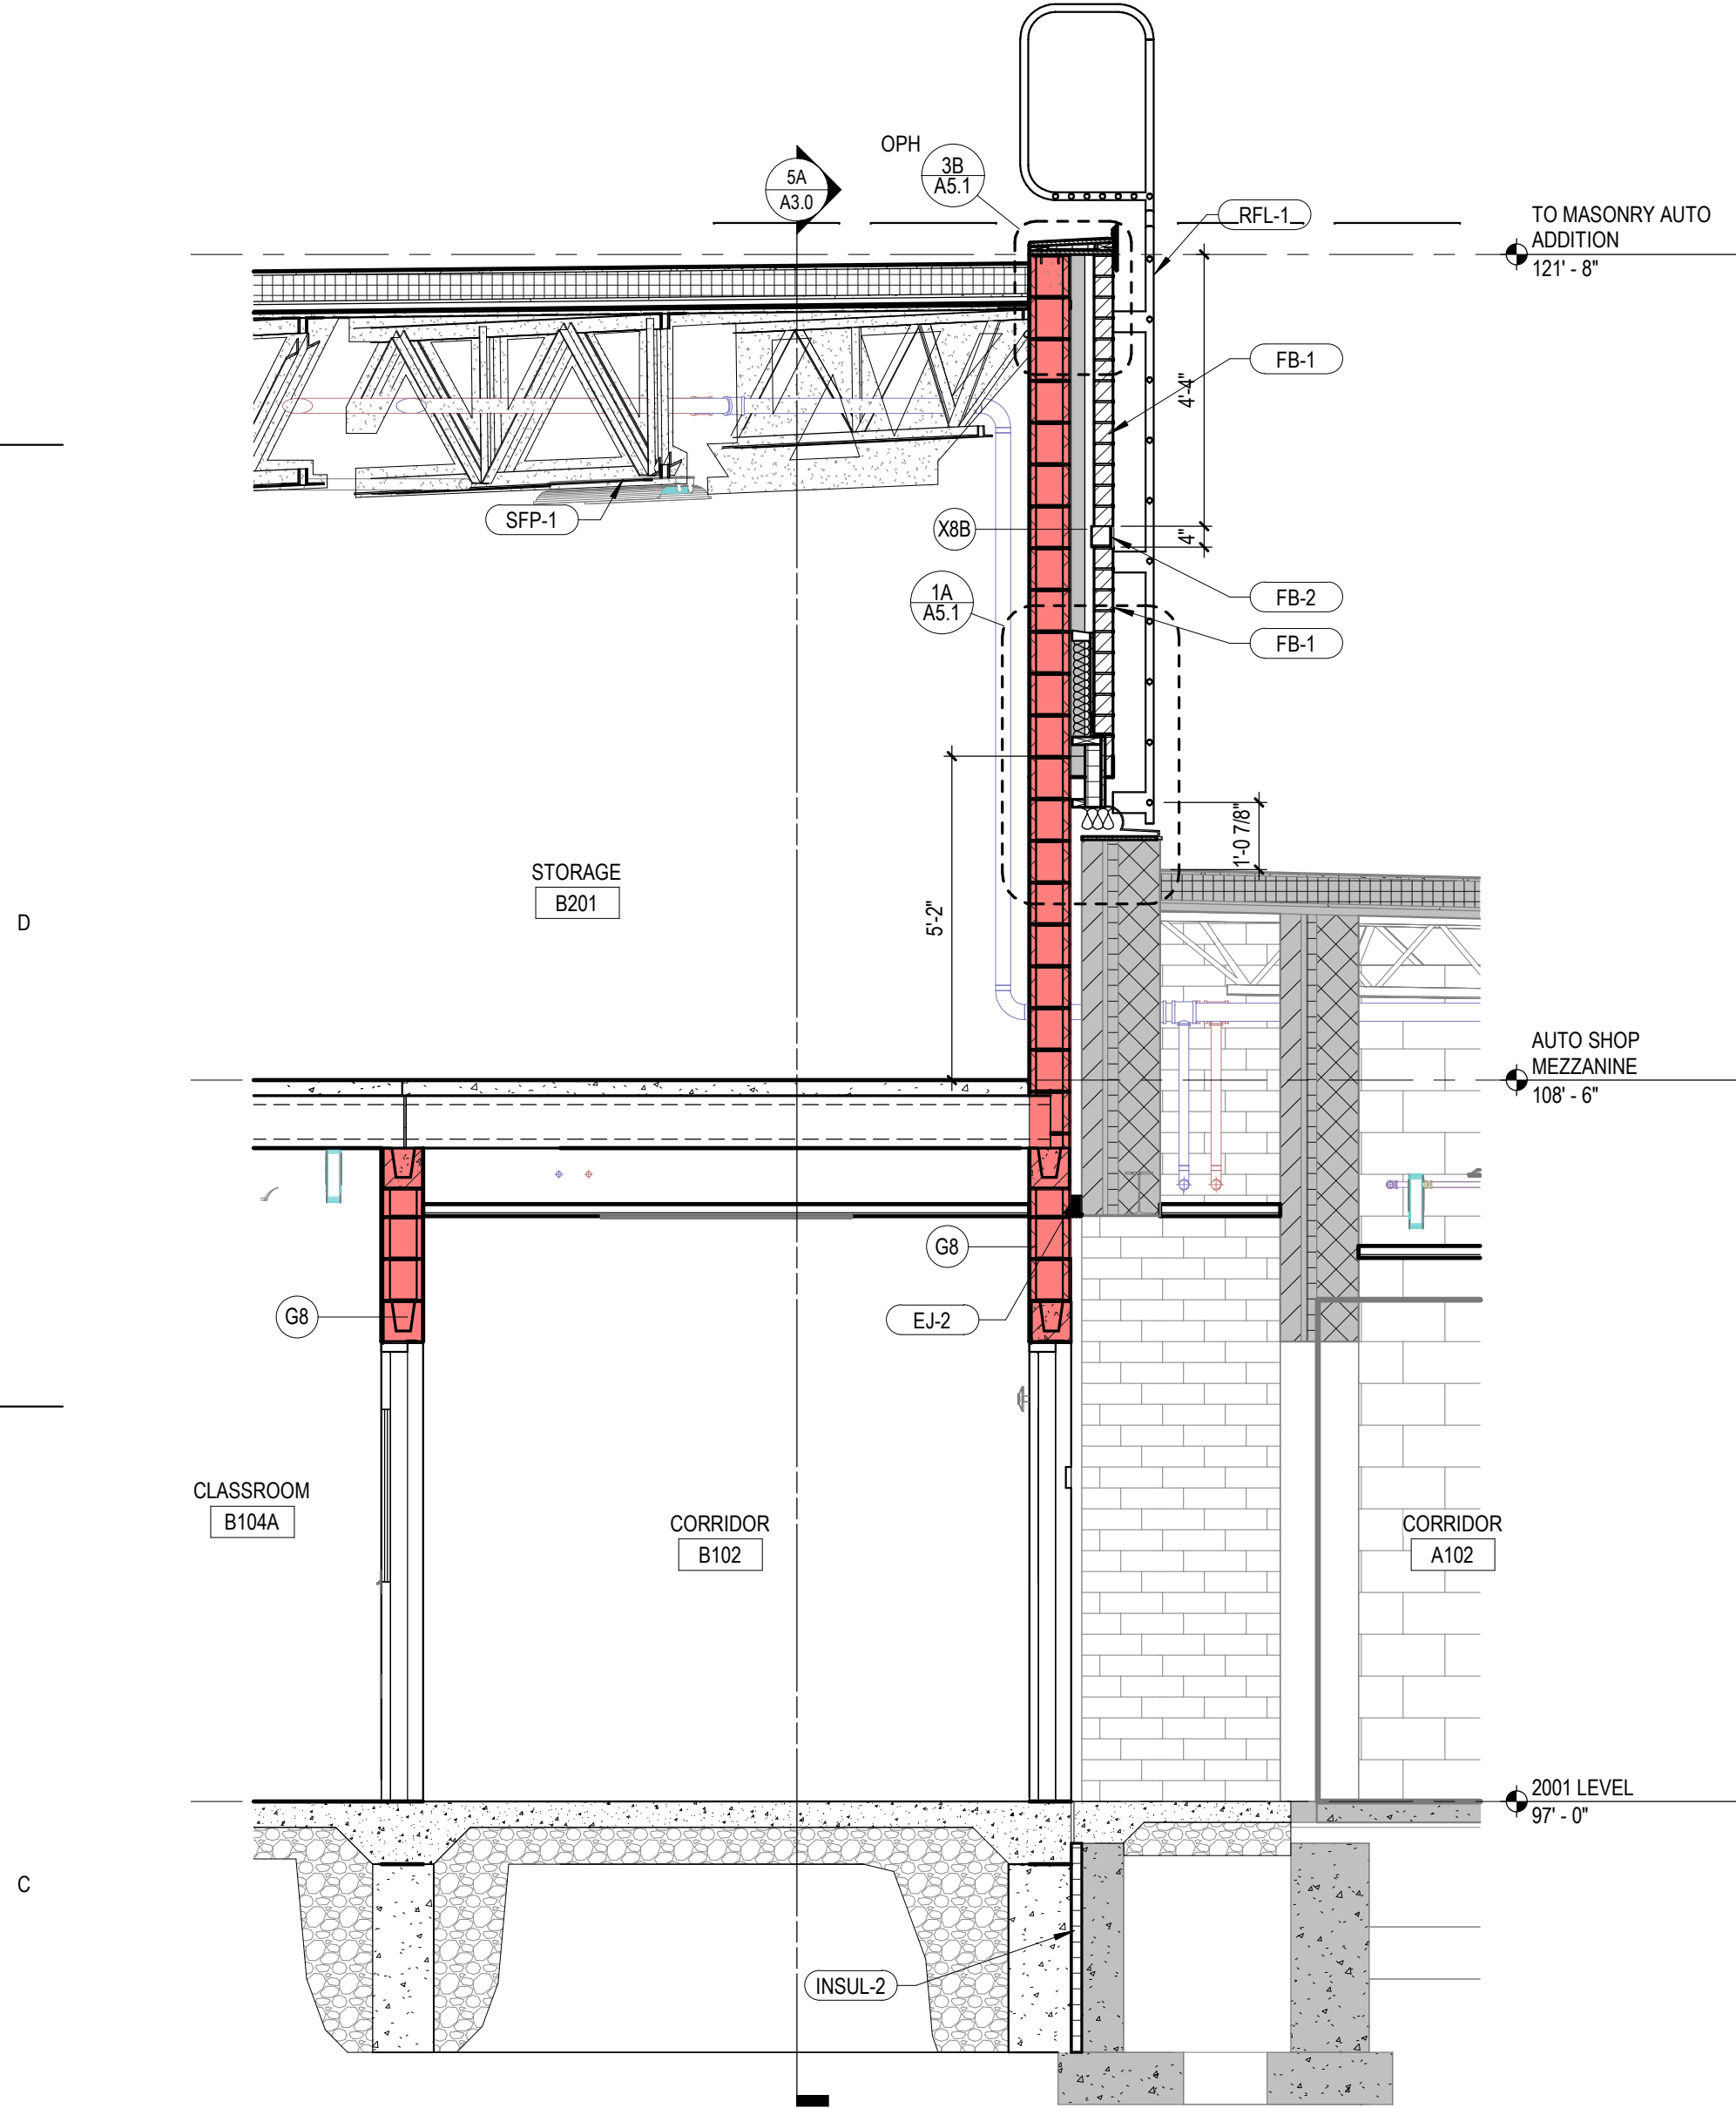 OPH
3B
A5.1
5A
A3.0
RFL-1
TO MASONRY AUTO
ADDITION
121' - 8"
FB-1
4'-4"
SFP-1
X8B
4"
1A
A5.1
FB-2
FB-1
1'-0 7/8"
STORAGE
B201
5'-2"
D
AUTO SHOP
MEZZANINE
108' - 6"
G8
G8
EJ-2
CLASSROOM
B104A
CORRIDOR
B102
CORRIDOR
A102
2001 LEVEL
97' - 0"
C
INSUL-2